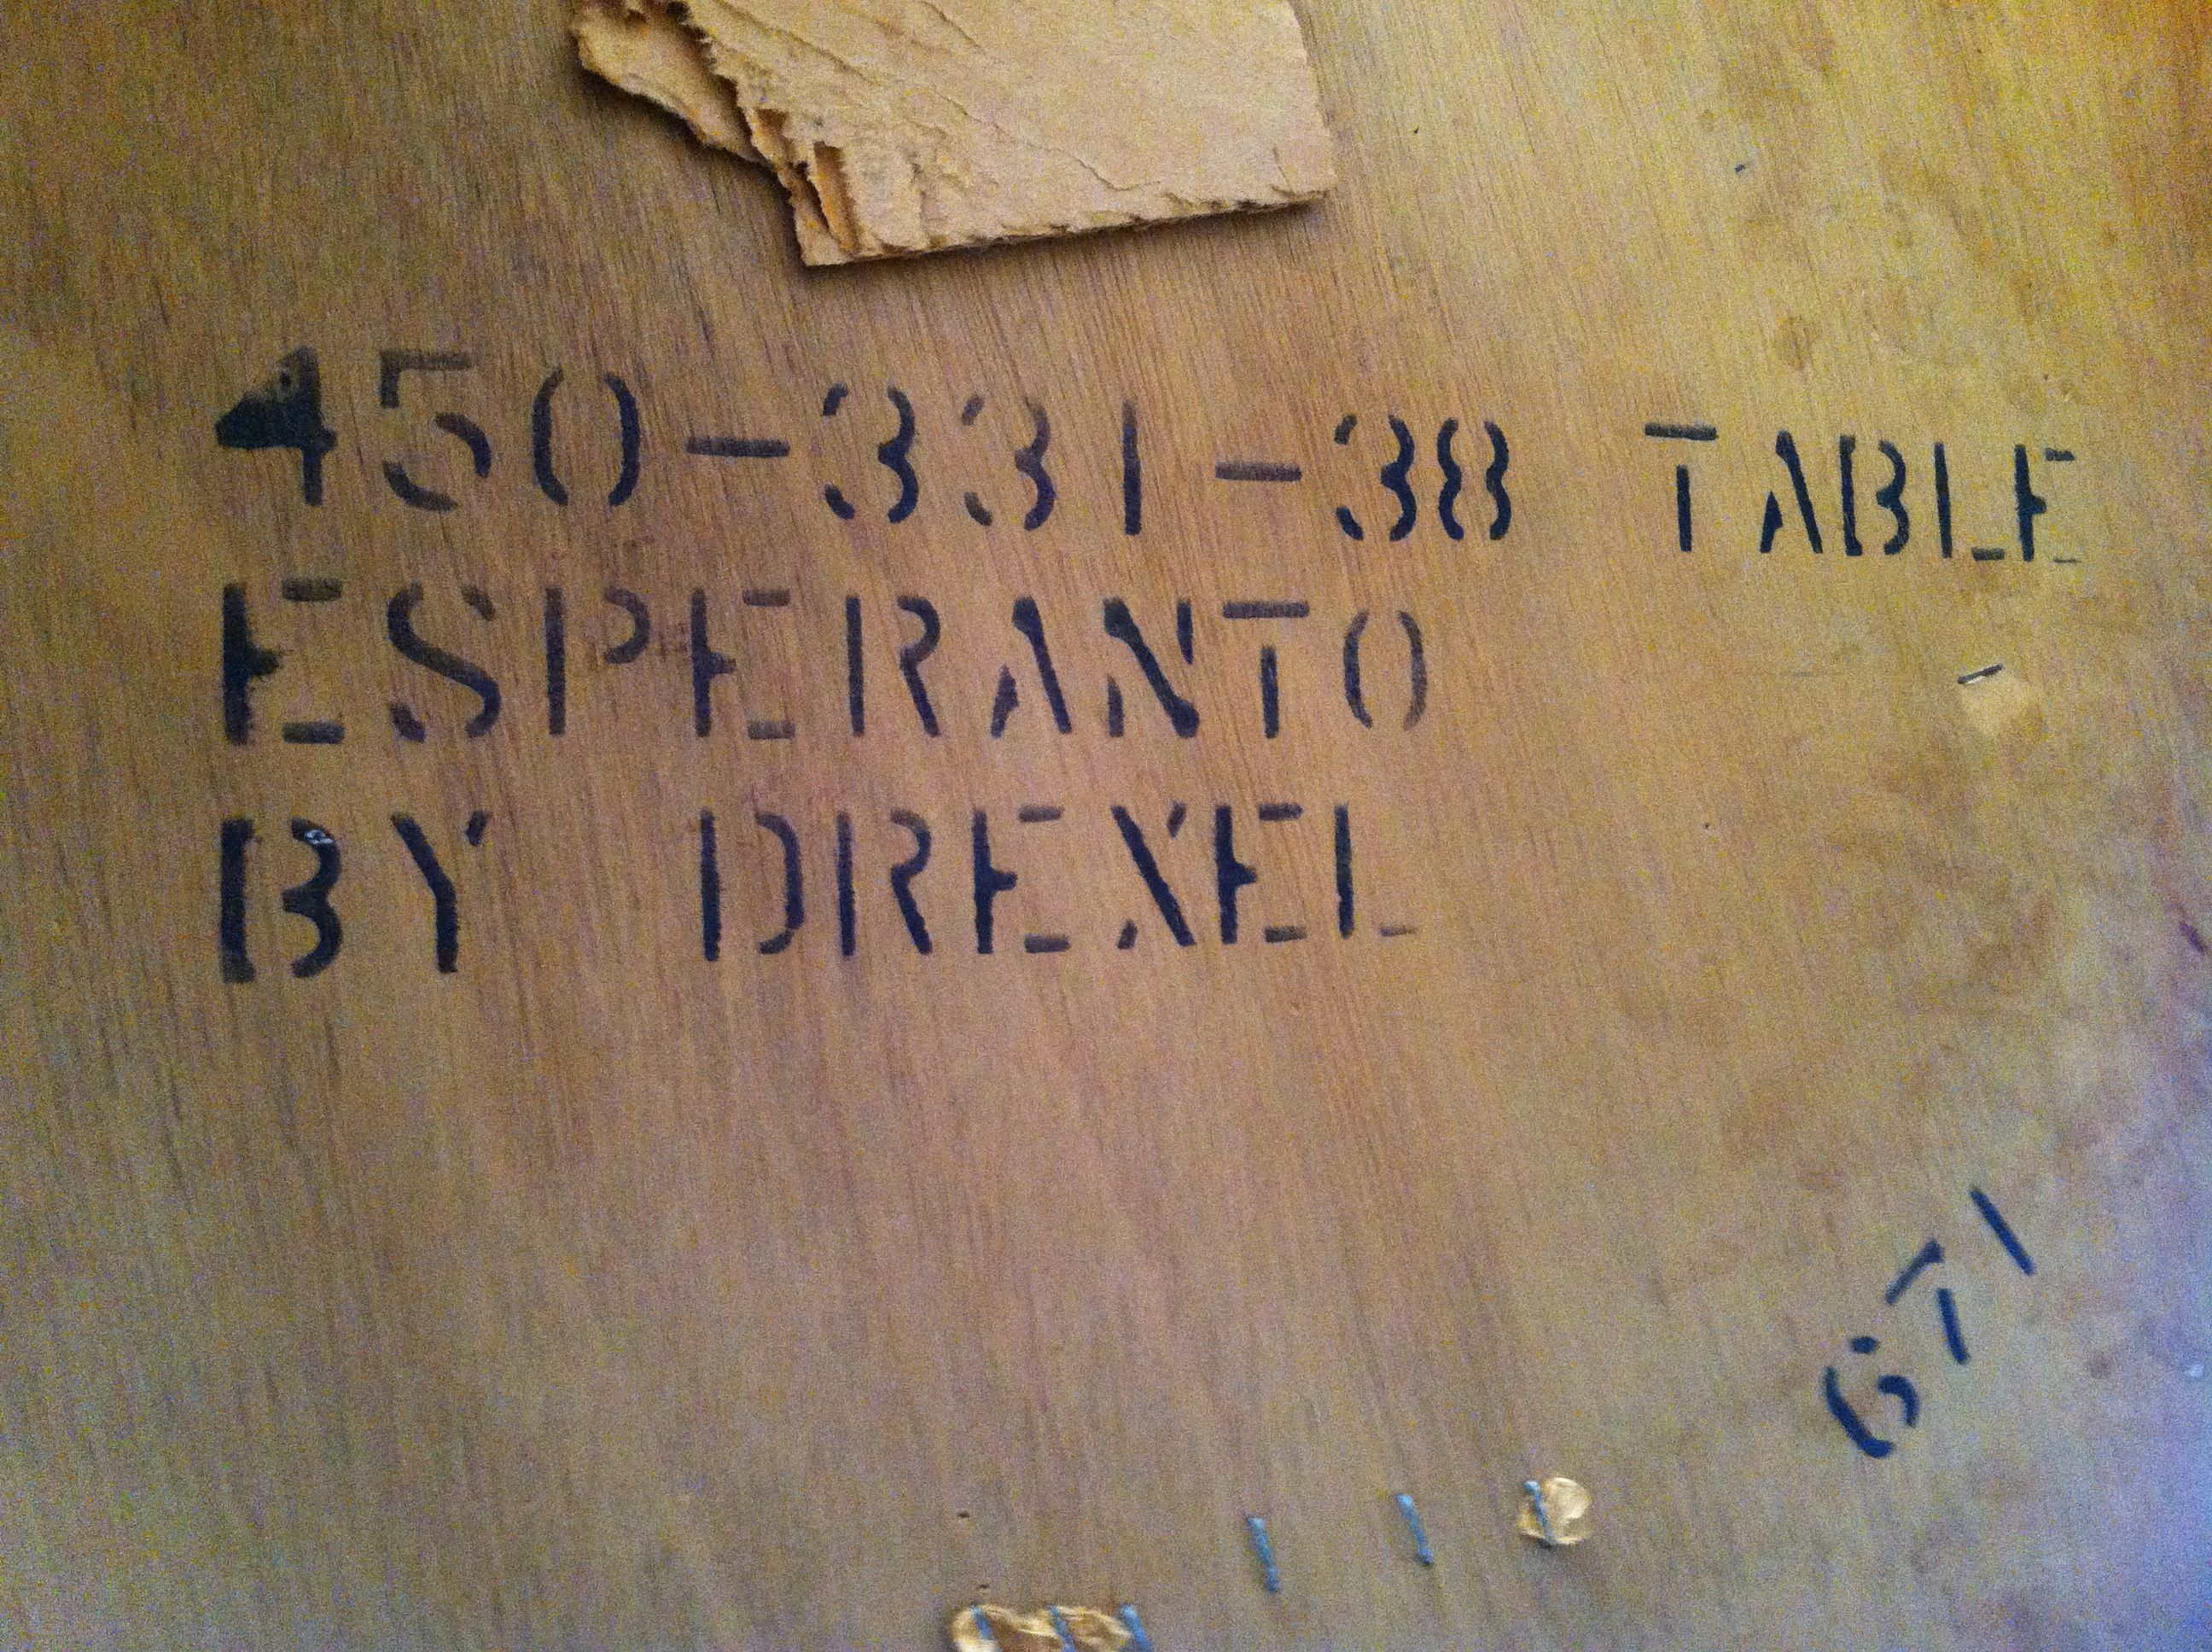 450-331-38 TABLE
ESPERANTO
BY DREXEL
671